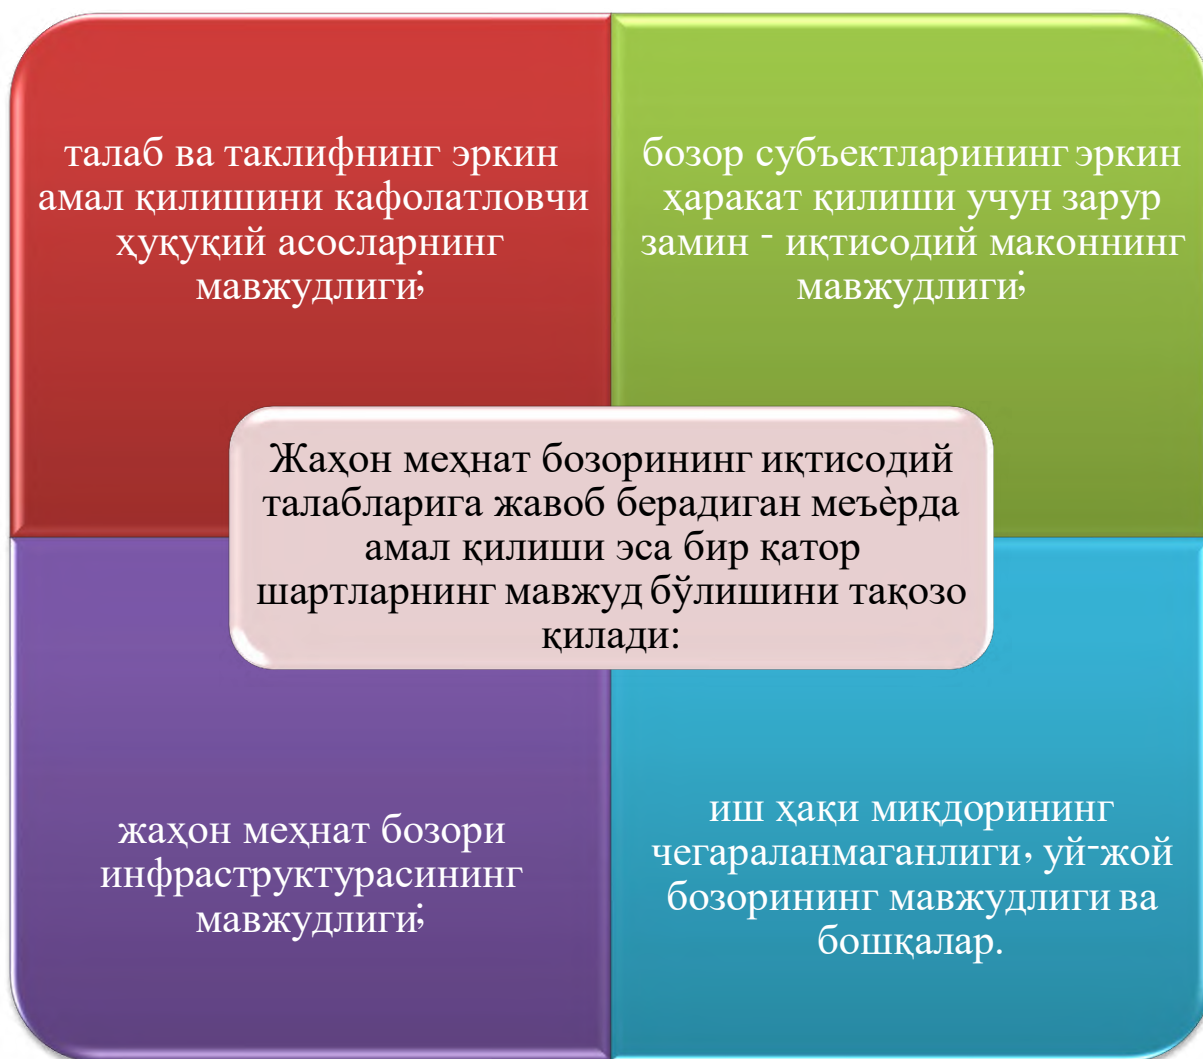 талаб ва таклифнинг эркин
амал қилишини кафолатловчи
ҳуқуқий асосларнинг
мавжудлиги;
бозор субъектларининг эркин
ҳаракат қилиши учун зарур
замин - иқтисодий маконнинг
мавжудлиги;
Жаҳон меҳнат бозорининг иқтисодий
талабларига жавоб берадиган меъѐрда
амал қилиши эса бир қатор
шартларнинг мавжуд бўлишини тақозо
қилади:
жаҳон меҳнат бозори
инфраструктурасининг
мавжудлиги;
иш ҳақи миқдорининг
чегараланмаганлиги, уй-жой
бозорининг мавжудлиги ва
бошқалар.